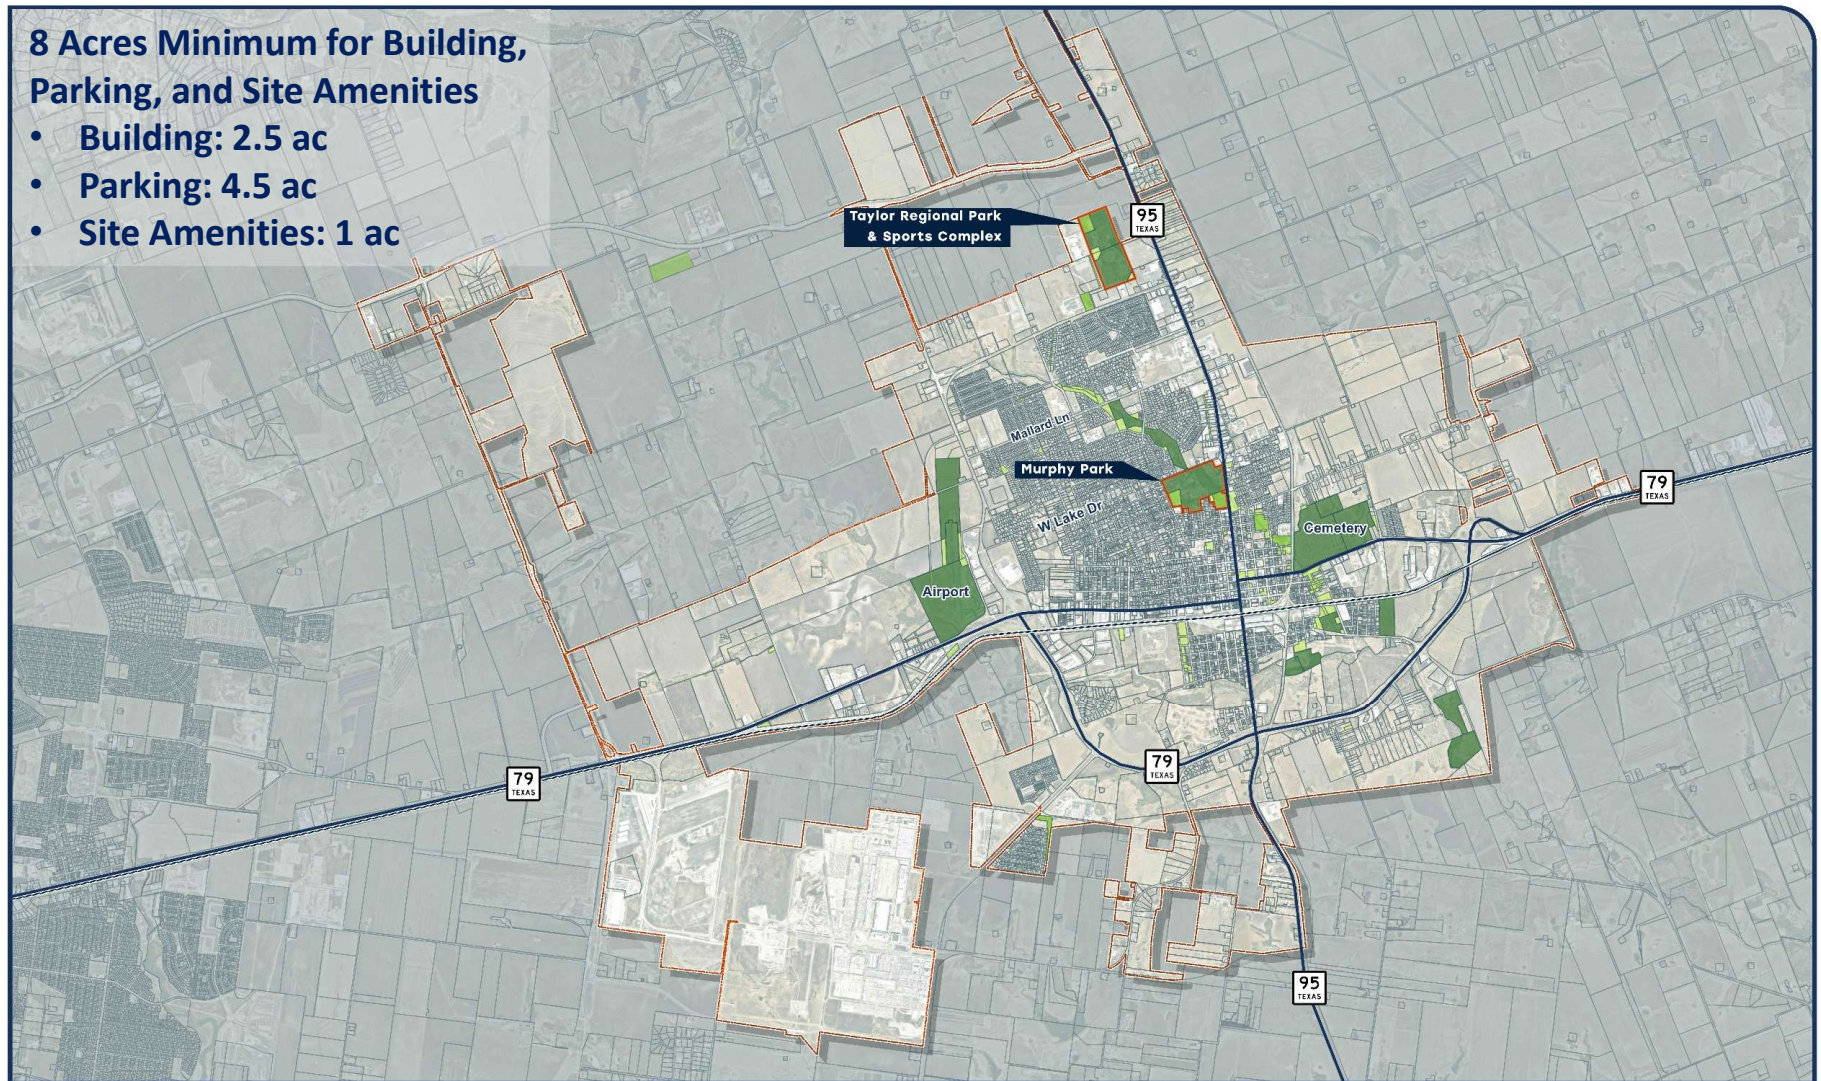 8 Acres Minimum for Building,
Parking, and Site Amenities
• Building: 2.5 ac
• Parking: 4.5 ac
• Site Amenities: 1 ac
Taylor Regional Park
& Sports Complex
95
TEXAS
Mallard Ln
Murphy Park
79
TEXAS
W Lake Dr
Cemetery
Airport
79
TEXAS
79
TEXAS
95
TEXAS